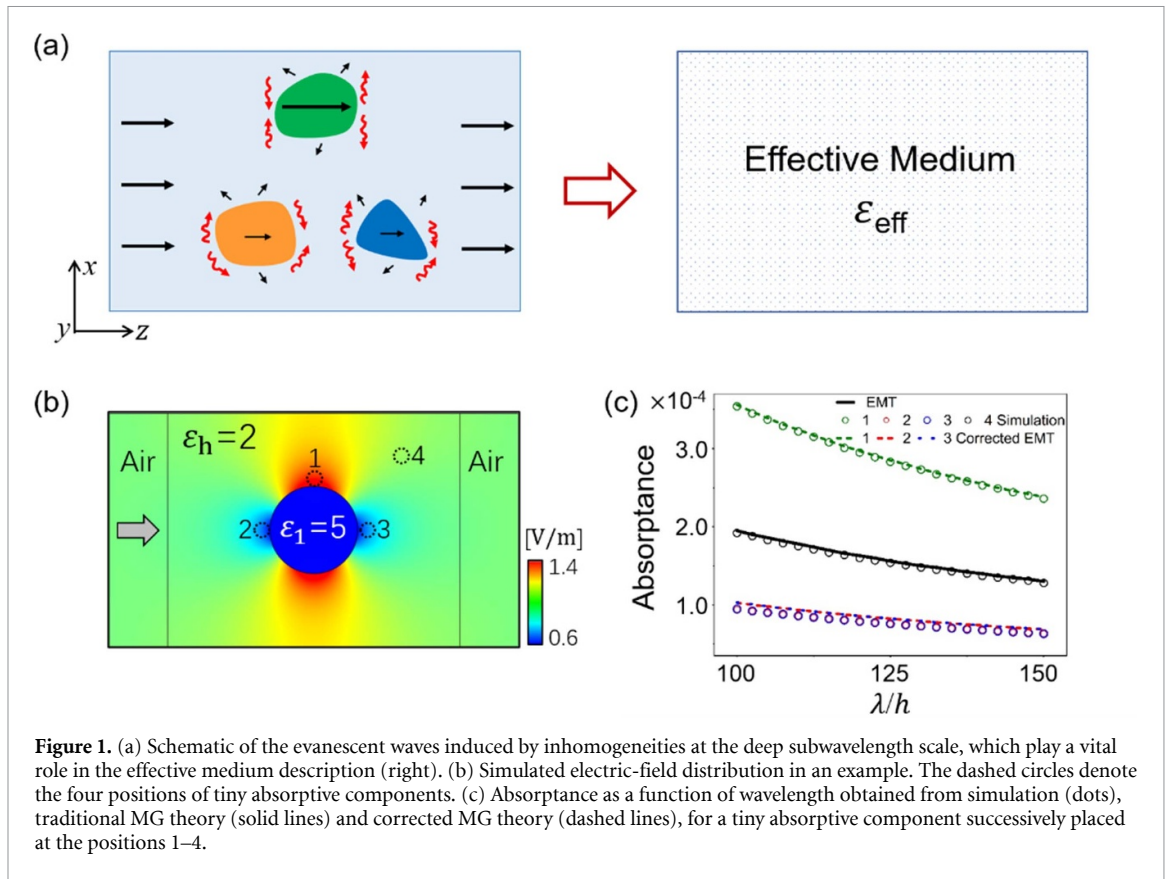 (a)
Effective Medium
ε_eff
x
y
z
(b)
Air
ε_h=2
1
4
Air
2
ε_1=5
3
[V/m]
1.4
0.6
(c)
×10^-4
EMT
1 2 3 4 Simulation
1 2 3 Corrected EMT
3.0
2.0
1.0
Absorptance
100 125 150
λ/h
Figure 1. (a) Schematic of the evanescent waves induced by inhomogeneities at the deep subwavelength scale, which play a vital
role in the effective medium description (right). (b) Simulated electric-field distribution in an example. The dashed circles denote
the four positions of tiny absorptive components. (c) Absorptance as a function of wavelength obtained from simulation (dots),
traditional MG theory (solid lines) and corrected MG theory (dashed lines), for a tiny absorptive component successively placed
at the positions 1–4.